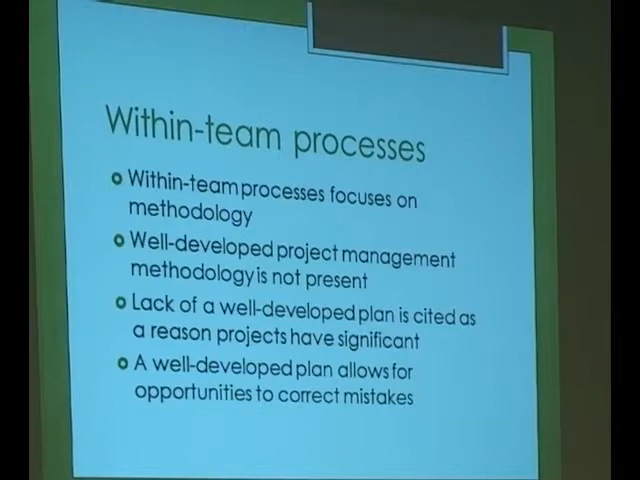 Within-team processes
Within-team processes focuses on
methodology
Well-developed project management
methodology is not present
Lack of a well-developed plan is cited as
a reason projects have significant
A well-developed plan allows for
opportunities to correct mistakes